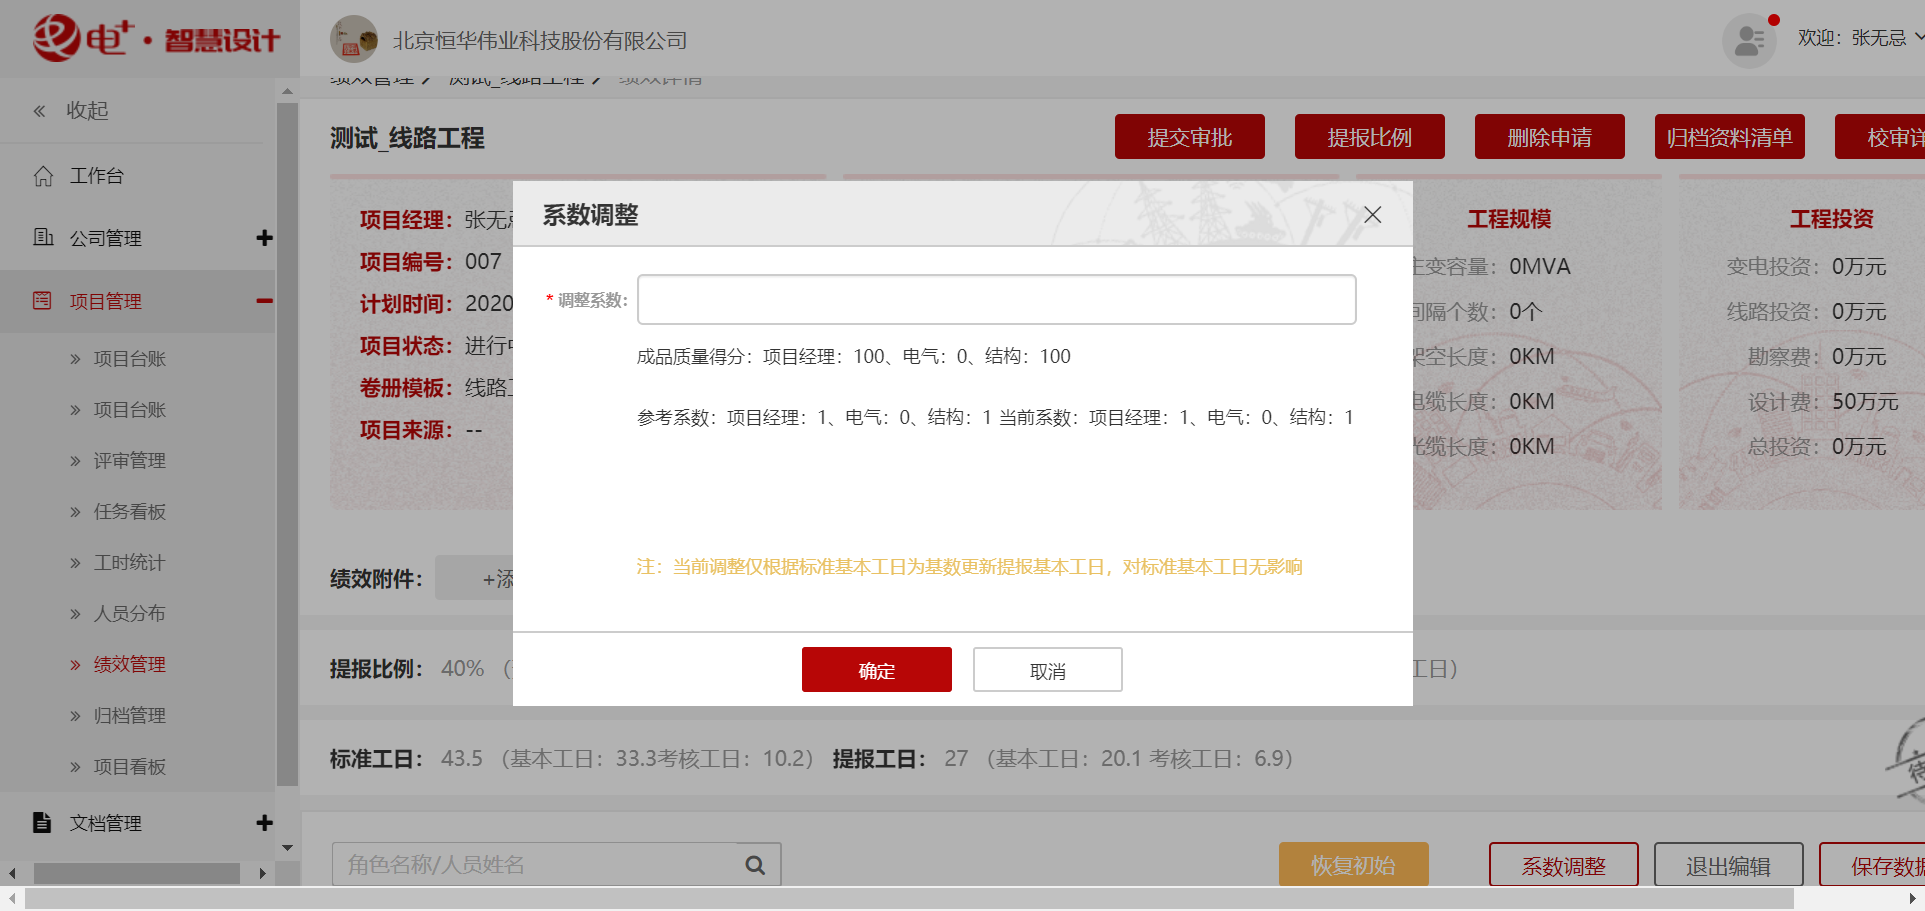 电+·智慧设计
北京恒华伟业科技股份有限公司
欢迎：张无忌
« 收起
绩效管理 / 测试_线路工程 / 绩效详情
测试_线路工程
提交审批
提报比例
删除申请
归档资料清单
工作台
公司管理
项目管理
项目台账
项目台账
评审管理
任务看板
工时统计
人员分布
绩效管理
归档管理
项目看板
文档管理
项目经理：张无忌
项目编号：007
计划时间：2020
项目状态：进行中
卷册模板：线路
项目来源：--
系数调整
* 调整系数：
成品质量得分：项目经理：100、电气：0、结构：100
参考系数：项目经理：1、电气：0、结构：1 当前系数：项目经理：1、电气：0、结构：1
注：当前调整仅根据标准基本工日为基数更新提报基本工日，对标准基本工日无影响
确定
取消
工程规模
主变容量：0MVA
间隔个数：0个
架空长度：0KM
电缆长度：0KM
光缆长度：0KM
工程投资
变电投资：0万元
线路投资：0万元
勘察费：0万元
设计费：50万元
总投资：0万元
绩效附件： +添
提报比例： 40% （ 工日）
标准工日： 43.5 （基本工日：33.3考核工日：10.2） 提报工日： 27 （基本工日：20.1 考核工日：6.9）
待
角色名称/人员姓名
恢复初始
系数调整
退出编辑